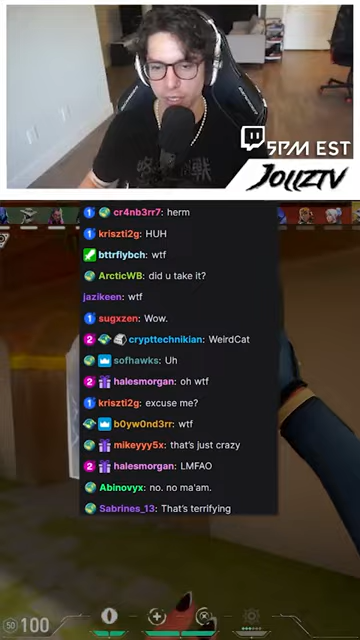 5PM EST
JOLIZTV
1 cr4nb3rr7: herm
1 kriszti2g: HUH
bttrflybch: wtf
ArcticWB: did you take it?
jazikeen: wtf
1 sugxzen: Wow.
2 crypttechnikian: WeirdCat
sofhawks: Uh
2 halesmorgan: oh wtf
1 kriszti2g: excuse me?
b0yw0nd3rr: wtf
mikeyyy5x: that's just crazy
2 halesmorgan: LMFAO
Abinovyx: no. no ma'am.
Sabrines_13: That's terrifying
50 100